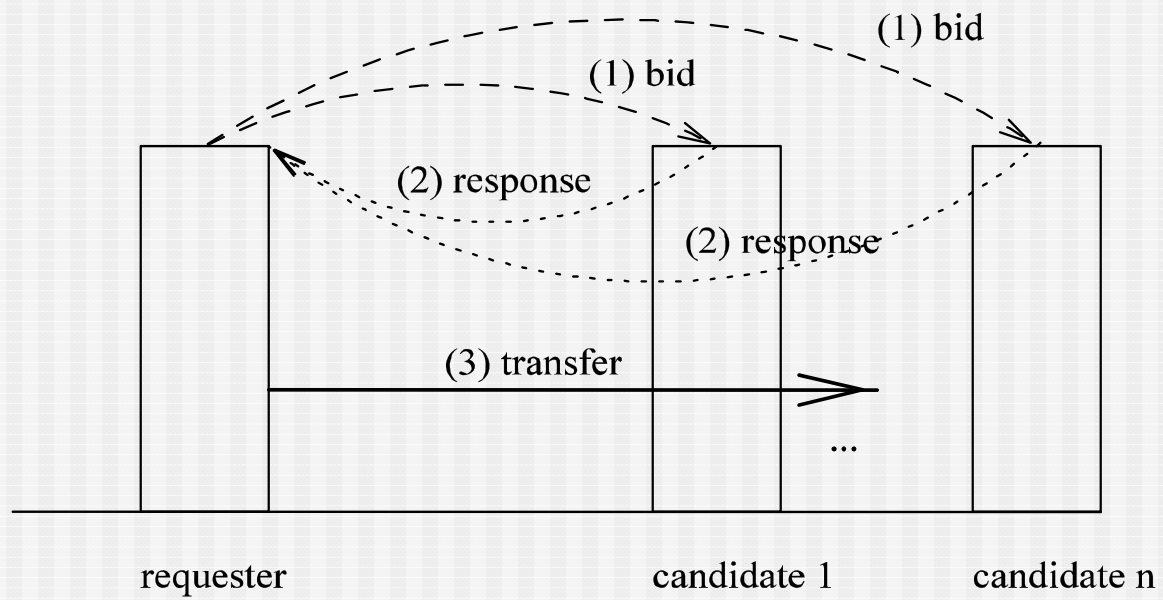 (1) bid
(1) bid
(2) response
(2) response
(3) transfer
...
requester
candidate 1
candidate n